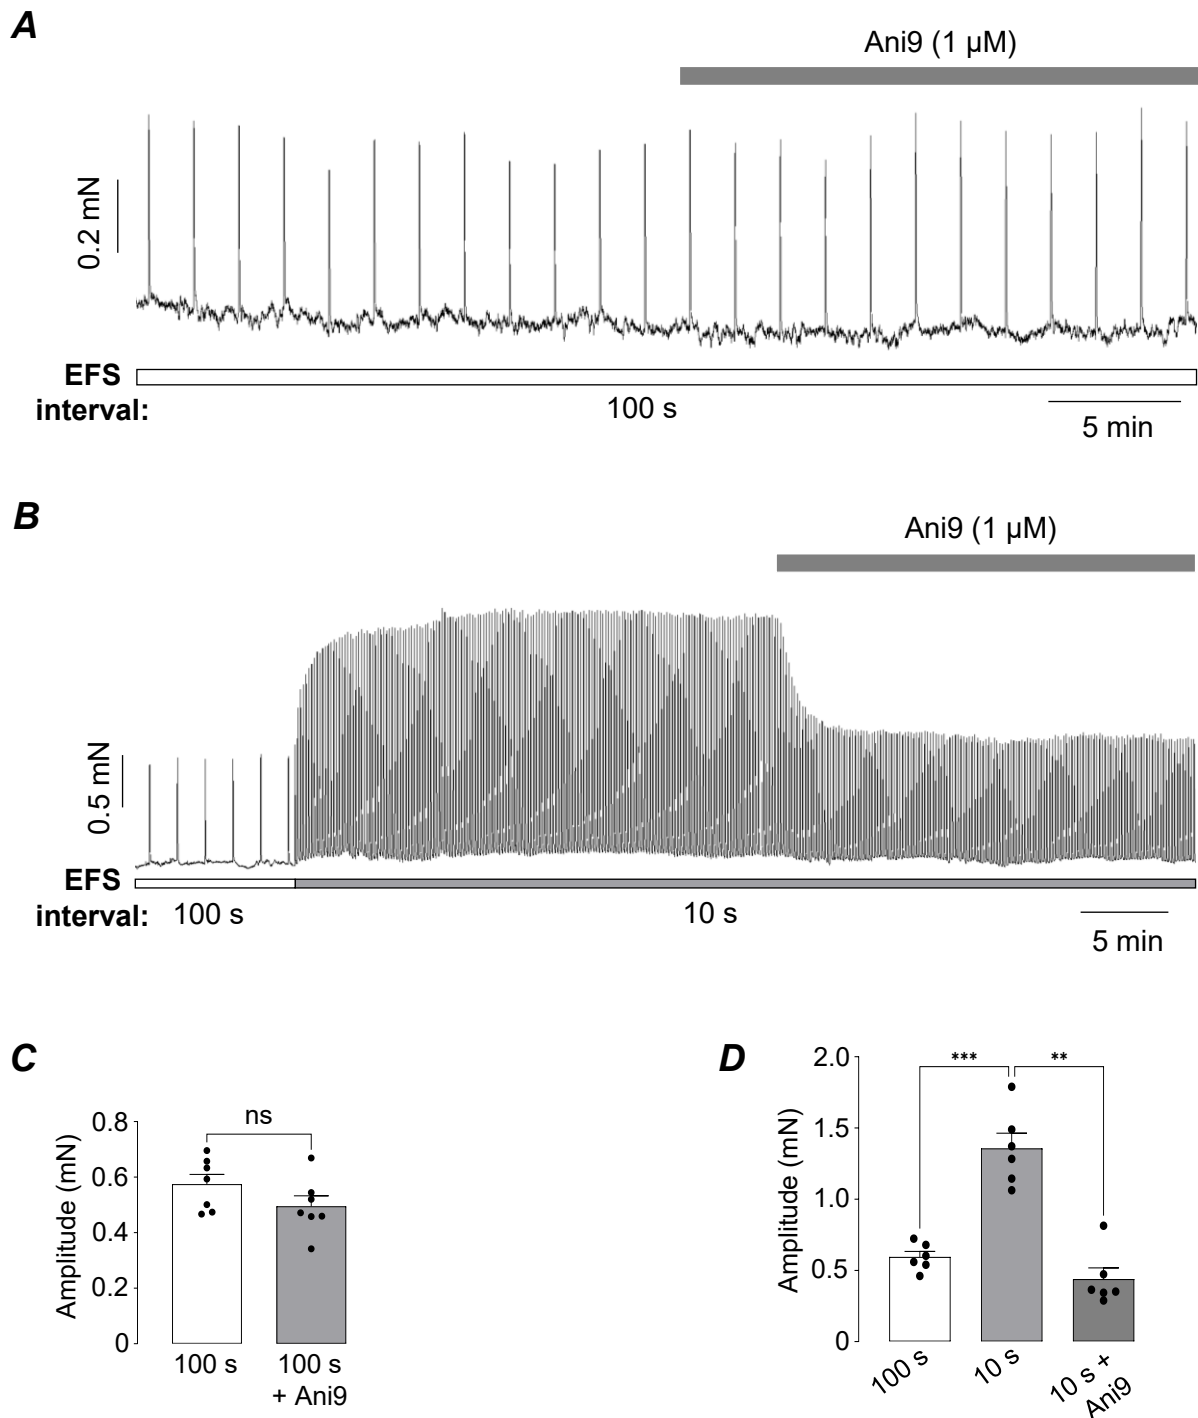 A
Ani9 (1 µM)
0.2 mN
EFS
interval:
100 s
5 min
B
Ani9 (1 µM)
0.5 mN
EFS
interval:
100 s
10 s
5 min
C
Amplitude (mN)
0.8
0.6
0.4
0.2
0
ns
100 s
100 s
+ Ani9
D
Amplitude (mN)
2.0
1.5
1.0
0.5
0
***
**
100 s
10 s
10 s +
Ani9